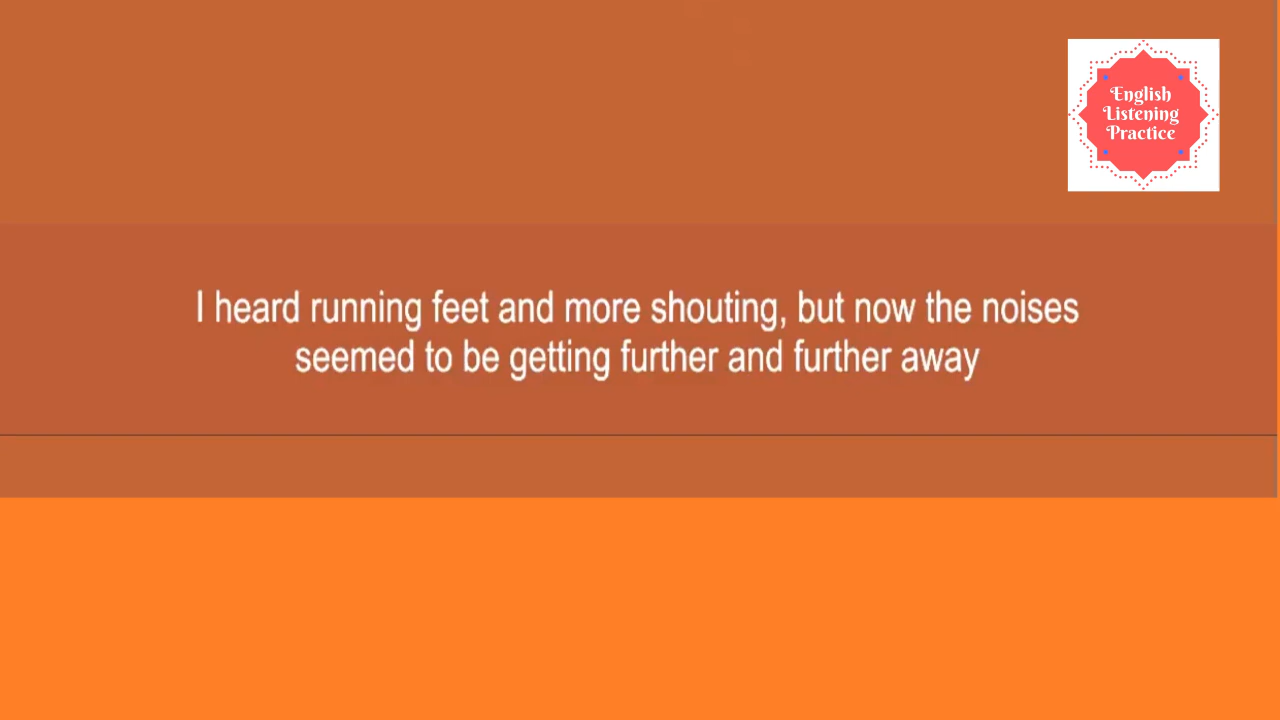 English
Listening
Practice
I heard running feet and more shouting, but now the noises
seemed to be getting further and further away